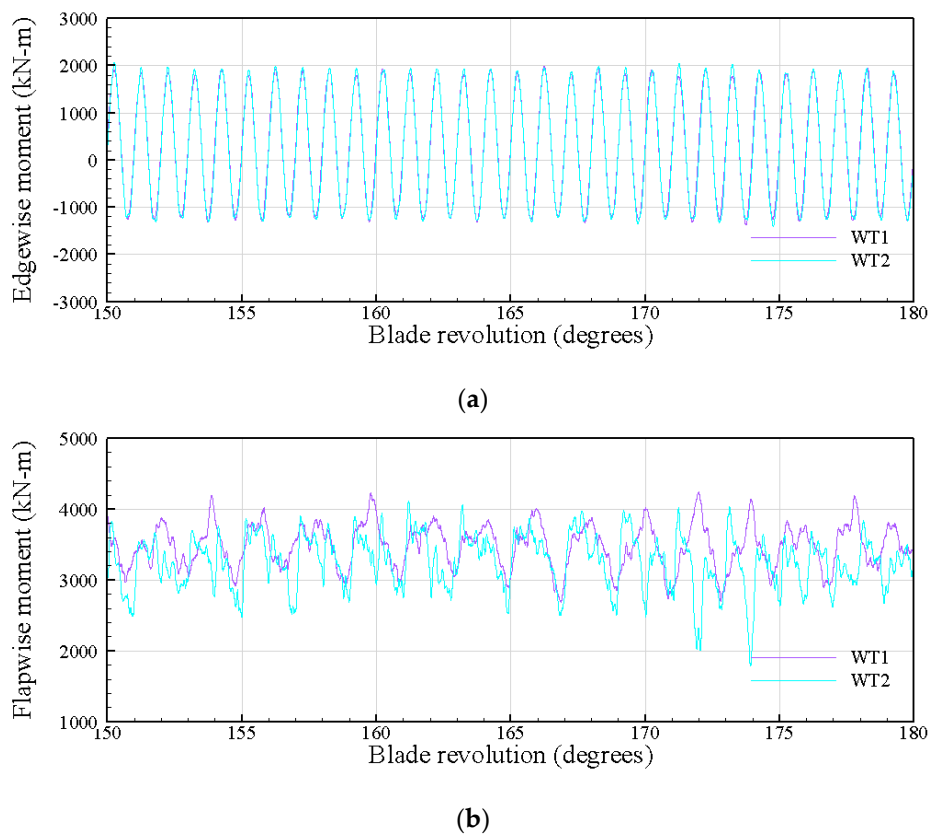 3000
2000
1000
0
-1000
-2000
-3000
Edgewise moment (kN-m)
WT1
WT2
150 155 160 165 170 175 180
Blade revolution (degrees)
(a)
5000
4000
3000
2000
1000
Flapwise moment (kN-m)
WT1
WT2
150 155 160 165 170 175 180
Blade revolution (degrees)
(b)